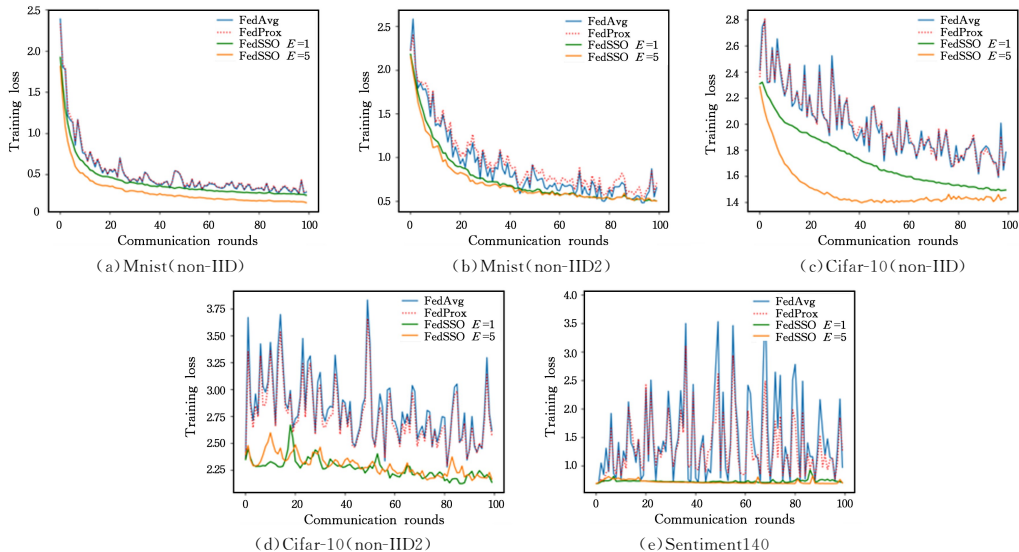 2.5
2.0
1.5
1.0
0.5
0
Training loss
FedAvg
FedProx
FedSSO E=1
FedSSO E=5
0 20 40 60 80 100
Communication rounds
(a)Mnist(non-IID)
2.5
2.0
1.5
1.0
0.5
Training loss
FedAvg
FedProx
FedSSO E=1
FedSSO E=5
0 20 40 60 80 100
Communication rounds
(b)Mnist(non-IID2)
2.8
2.6
2.4
2.2
2.0
1.8
1.6
1.4
Training loss
FedAvg
FedProx
FedSSO E=1
FedSSO E=5
0 20 40 60 80 100
Communication rounds
(c)Cifar-10(non-IID)
3.75
3.50
3.25
3.00
2.75
2.50
2.25
Training loss
FedAvg
FedProx
FedSSO E=1
FedSSO E=5
0 20 40 60 80 100
Communication rounds
(d)Cifar-10(non-IID2)
4.0
3.5
3.0
2.5
2.0
1.5
1.0
Training loss
FedAvg
FedProx
FedSSO E=1
FedSSO E=5
0 20 40 60 80 100
Communication rounds
(e)Sentiment140